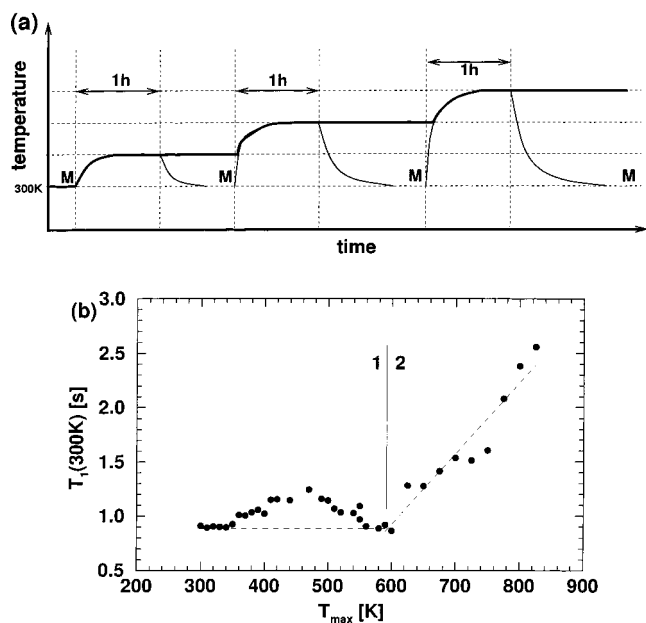 (a)
temperature
1h
1h
1h
M
M
M
M
300K
time
(b)
T1(300K) [s]
3.0
2.5
2.0
1.5
1.0
0.5
1 2
200 300 400 500 600 700 800 900
Tmax [K]